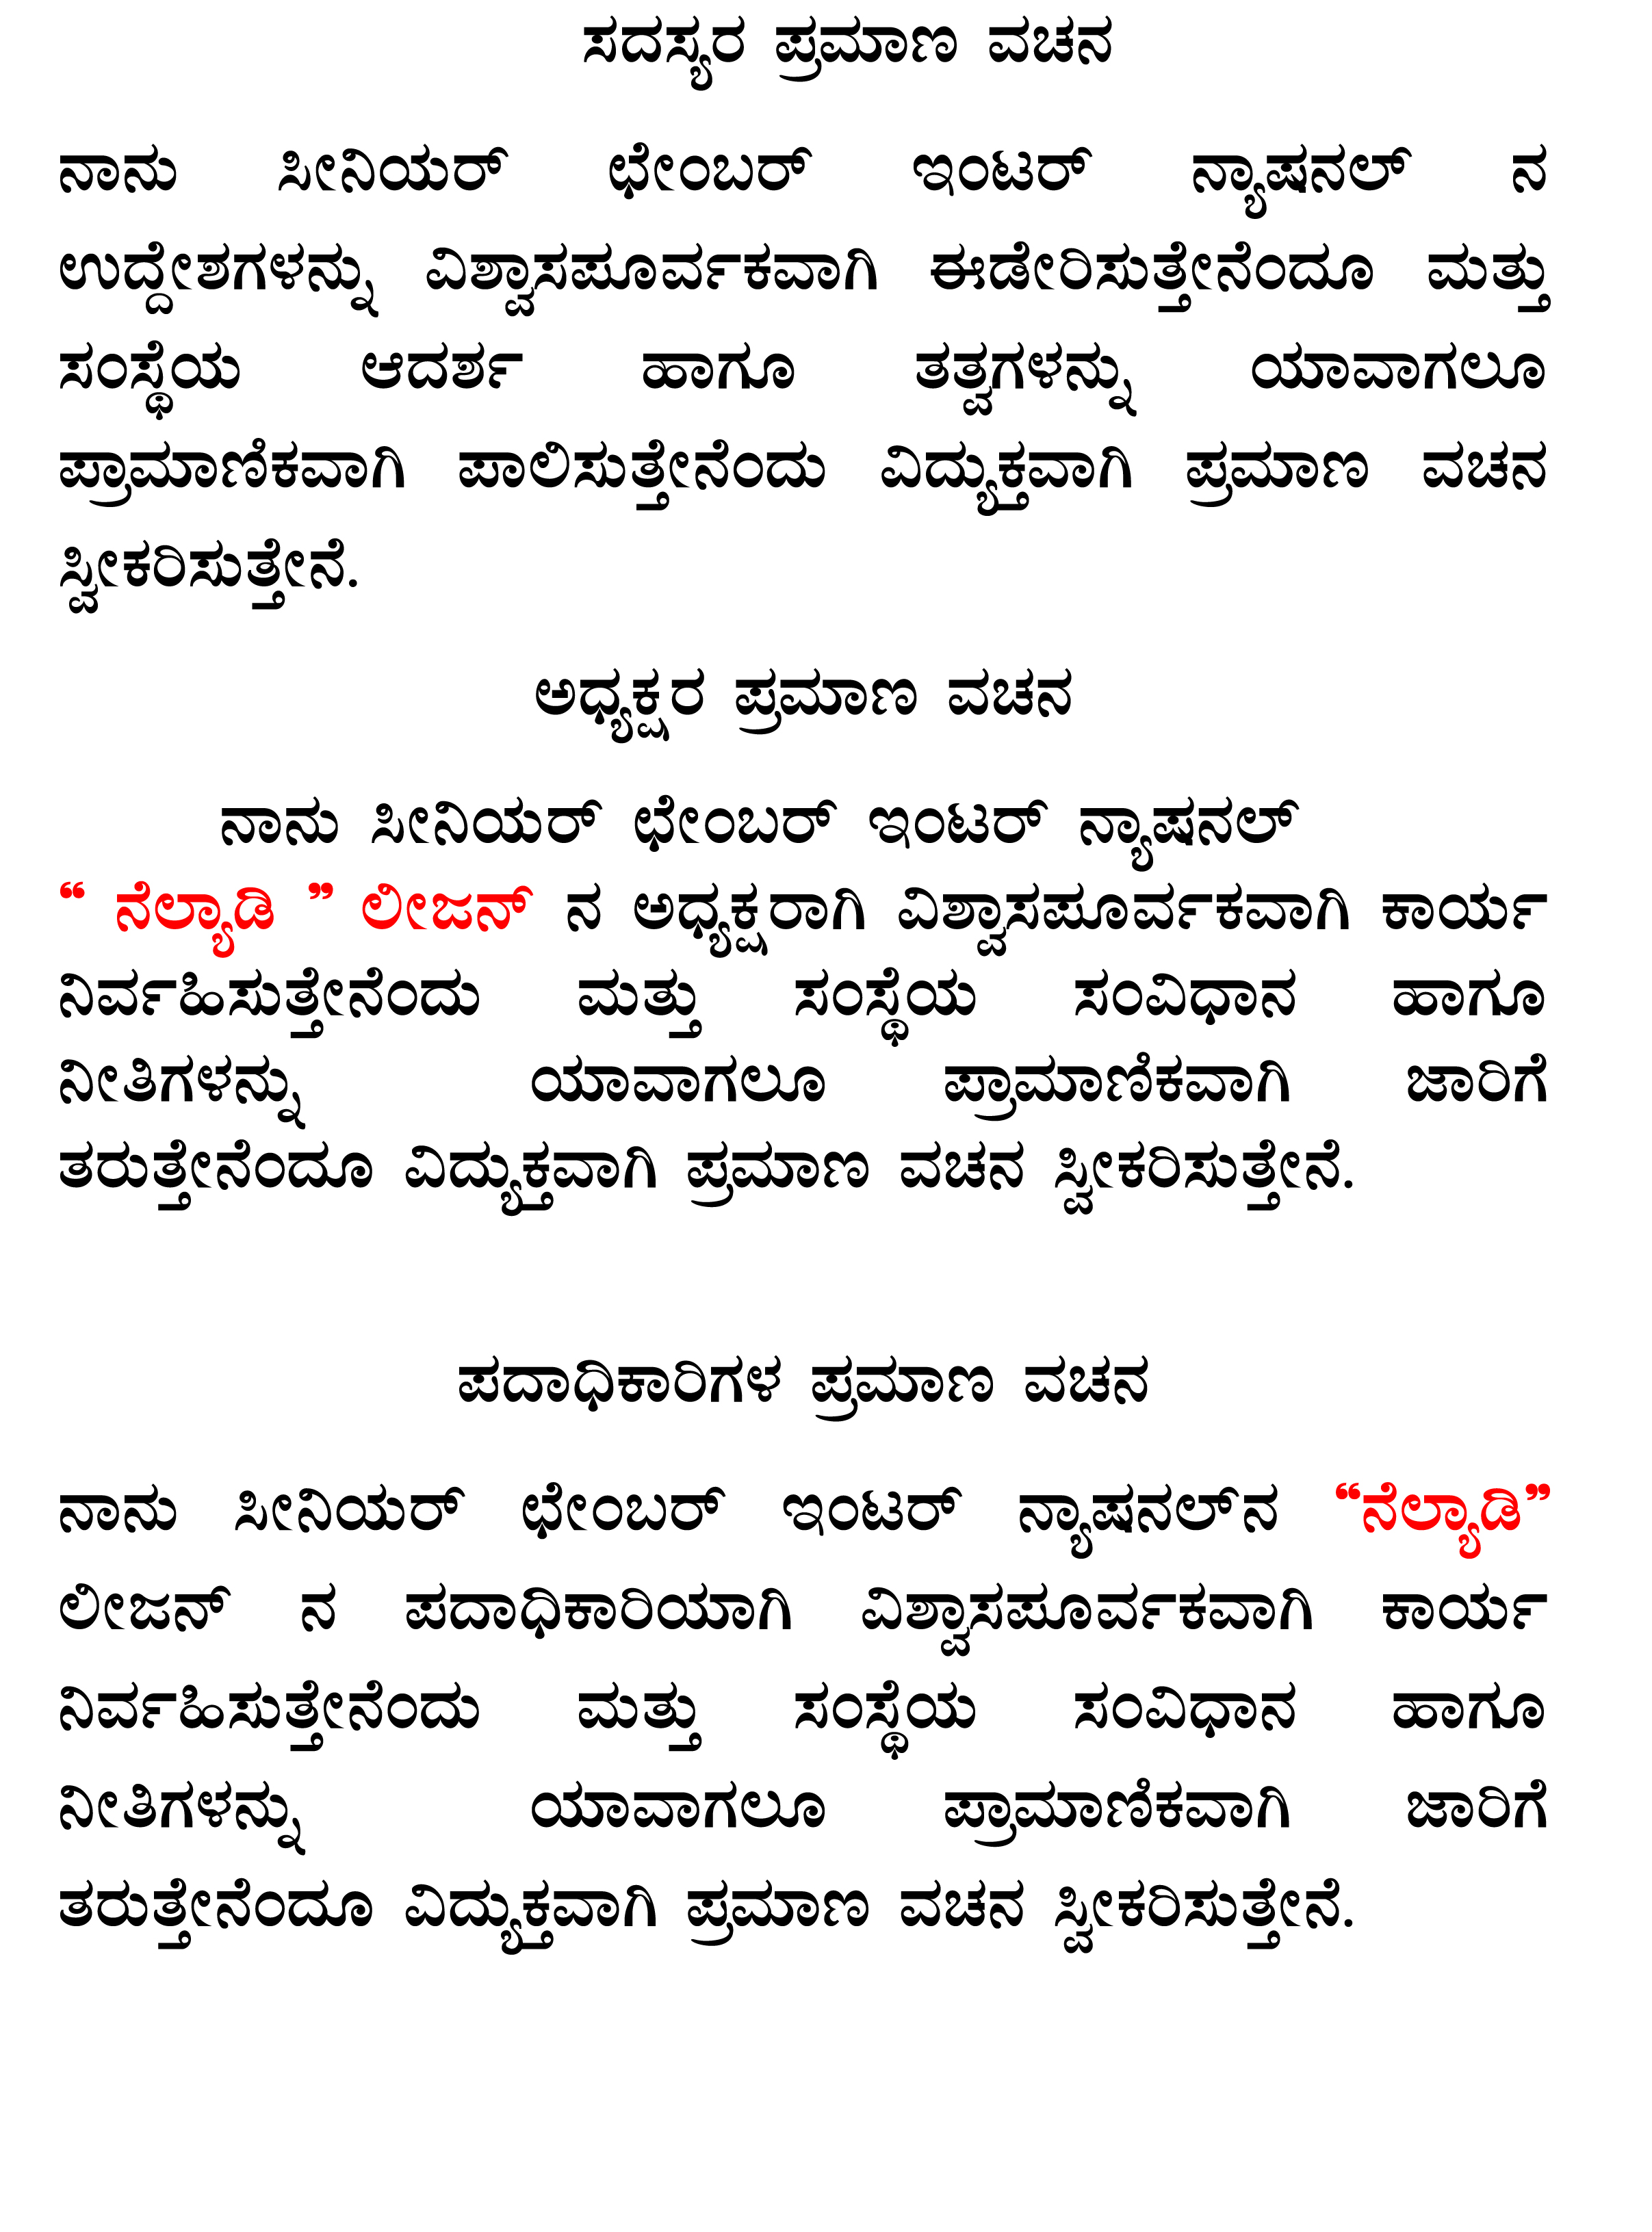 ಸದಸ್ಯರ ಪ್ರಮಾಣ ವಚನ
ನಾನು ಸೀನಿಯರ್ ಛೇಂಬರ್ ಇಂಟರ್ ನ್ಯಾಷನಲ್ ನ
ಉದ್ದೇಶಗಳನ್ನು ವಿಶ್ವಾಸಪೂರ್ವಕವಾಗಿ ಈಡೇರಿಸುತ್ತೇನೆಂದೂ ಮತ್ತು
ಸಂಸ್ಥೆಯ ಆದರ್ಶ ಹಾಗೂ ತತ್ವಗಳನ್ನು ಯಾವಾಗಲೂ
ಪ್ರಾಮಾಣಿಕವಾಗಿ ಪಾಲಿಸುತ್ತೇನೆಂದು ವಿದ್ಯುಕ್ತವಾಗಿ ಪ್ರಮಾಣ ವಚನ
ಸ್ವೀಕರಿಸುತ್ತೇನೆ.
ಅಧ್ಯಕ್ಷರ ಪ್ರಮಾಣ ವಚನ
ನಾನು ಸೀನಿಯರ್ ಛೇಂಬರ್ ಇಂಟರ್ ನ್ಯಾಷನಲ್
“ ನೆಲ್ಯಾಡಿ ” ಲೀಜನ್ ನ ಅಧ್ಯಕ್ಷರಾಗಿ ವಿಶ್ವಾಸಪೂರ್ವಕವಾಗಿ ಕಾರ್ಯ
ನಿರ್ವಹಿಸುತ್ತೇನೆಂದು ಮತ್ತು ಸಂಸ್ಥೆಯ ಸಂವಿಧಾನ ಹಾಗೂ
ನೀತಿಗಳನ್ನು ಯಾವಾಗಲೂ ಪ್ರಾಮಾಣಿಕವಾಗಿ ಜಾರಿಗೆ
ತರುತ್ತೇನೆಂದೂ ವಿದ್ಯುಕ್ತವಾಗಿ ಪ್ರಮಾಣ ವಚನ ಸ್ವೀಕರಿಸುತ್ತೇನೆ.
ಪದಾಧಿಕಾರಿಗಳ ಪ್ರಮಾಣ ವಚನ
ನಾನು ಸೀನಿಯರ್ ಛೇಂಬರ್ ಇಂಟರ್ ನ್ಯಾಷನಲ್‌ನ “ನೆಲ್ಯಾಡಿ”
ಲೀಜನ್ ನ ಪದಾಧಿಕಾರಿಯಾಗಿ ವಿಶ್ವಾಸಪೂರ್ವಕವಾಗಿ ಕಾರ್ಯ
ನಿರ್ವಹಿಸುತ್ತೇನೆಂದು ಮತ್ತು ಸಂಸ್ಥೆಯ ಸಂವಿಧಾನ ಹಾಗೂ
ನೀತಿಗಳನ್ನು ಯಾವಾಗಲೂ ಪ್ರಾಮಾಣಿಕವಾಗಿ ಜಾರಿಗೆ
ತರುತ್ತೇನೆಂದೂ ವಿದ್ಯುಕ್ತವಾಗಿ ಪ್ರಮಾಣ ವಚನ ಸ್ವೀಕರಿಸುತ್ತೇನೆ.